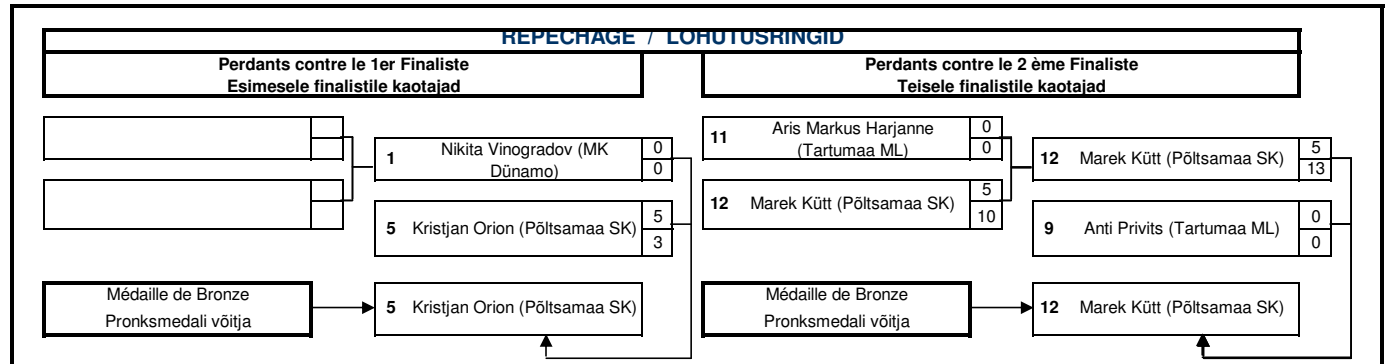 REPECHAGE / LOHUTUSRINGID
Perdants contre le 1er Finaliste
Esimesele finalistile kaotajad
Perdants contre le 2 ème Finaliste
Teisele finalistile kaotajad
1 Nikita Vinogradov (MK Dünamo) 0 0
5 Kristjan Orion (Põltsamaa SK) 5 3
Médaille de Bronze
Pronksmedali võitja
5 Kristjan Orion (Põltsamaa SK)
11 Aris Markus Harjanne (Tartumaa ML) 0 0
12 Marek Kütt (Põltsamaa SK) 5 10
12 Marek Kütt (Põltsamaa SK) 5 13
9 Anti Privits (Tartumaa ML) 0 0
Médaille de Bronze
Pronksmedali võitja
12 Marek Kütt (Põltsamaa SK)